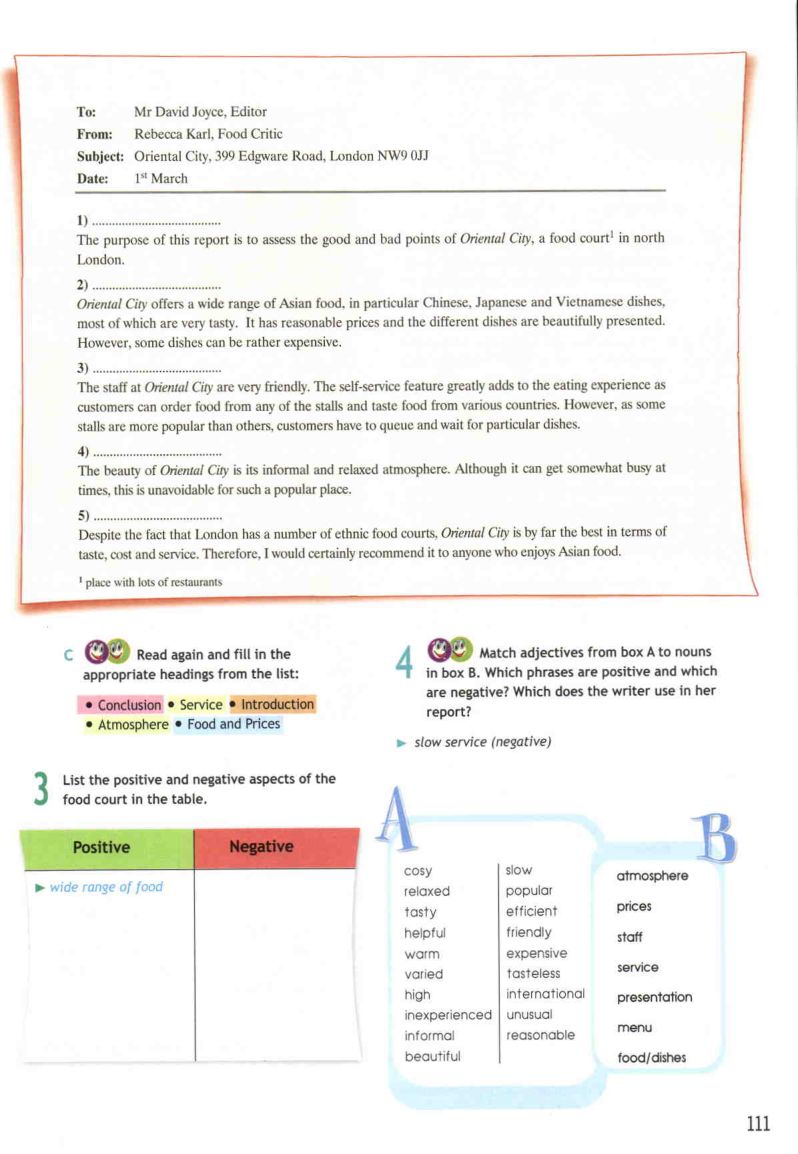 To: Mr David Joyce, Editor
From: Rebecca Karl, Food Critic
Subject: Oriental City, 399 Edgware Road, London NW9 0JJ
Date: 1st March
1) .......................................
The purpose of this report is to assess the good and bad points of Oriental City, a food court1 in north
London.
2) .......................................
Oriental City offers a wide range of Asian food, in particular Chinese, Japanese and Vietnamese dishes,
most of which are very tasty. It has reasonable prices and the different dishes are beautifully presented.
However, some dishes can be rather expensive.
3) .......................................
The staff at Oriental City are very friendly. The self-service feature greatly adds to the eating experience as
customers can order food from any of the stalls and taste food from various countries. However, as some
stalls are more popular than others, customers have to queue and wait for particular dishes.
4) .......................................
The beauty of Oriental City is its informal and relaxed atmosphere. Although it can get somewhat busy at
times, this is unavoidable for such a popular place.
5) .......................................
Despite the fact that London has a number of ethnic food courts, Oriental City is by far the best in terms of
taste, cost and service. Therefore, I would certainly recommend it to anyone who enjoys Asian food.
1 place with lots of restaurants
C Read again and fill in the
appropriate headings from the list:
• Conclusion • Service • Introduction
• Atmosphere • Food and Prices
3 List the positive and negative aspects of the
food court in the table.
Positive Negative
► wide range of food
4 Match adjectives from box A to nouns
in box B. Which phrases are positive and which
are negative? Which does the writer use in her
report?
► slow service (negative)
A
cosy
relaxed
tasty
helpful
warm
varied
high
inexperienced
informal
beautiful
slow
popular
efficient
friendly
expensive
tasteless
international
unusual
reasonable
B
atmosphere
prices
staff
service
presentation
menu
food/dishes
111